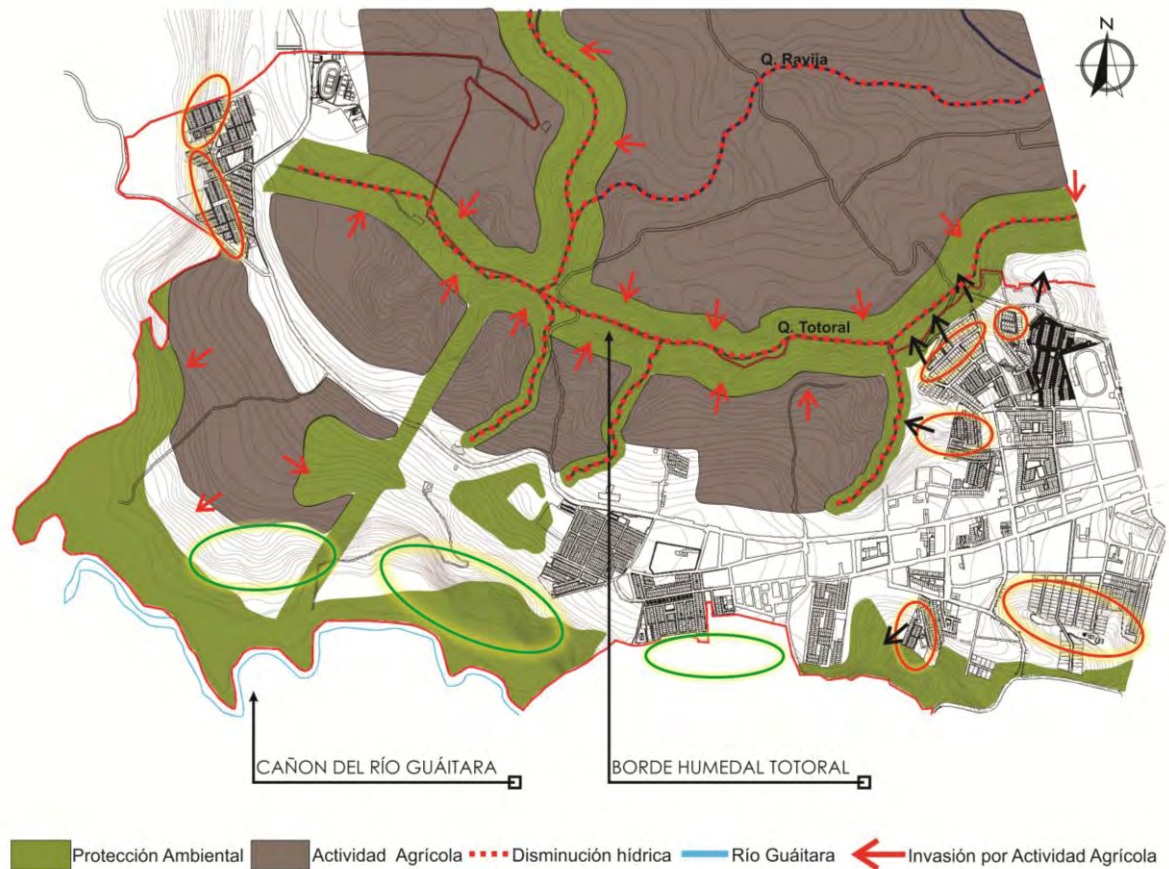 N
Q. Ravija
Q. Totoral
CAÑON DEL RÍO GUÁITARA
BORDE HUMEDAL TOTORAL
Protección Ambiental
Actividad Agrícola
Disminución hídrica
Río Guáitara
Invasión por Actividad Agrícola